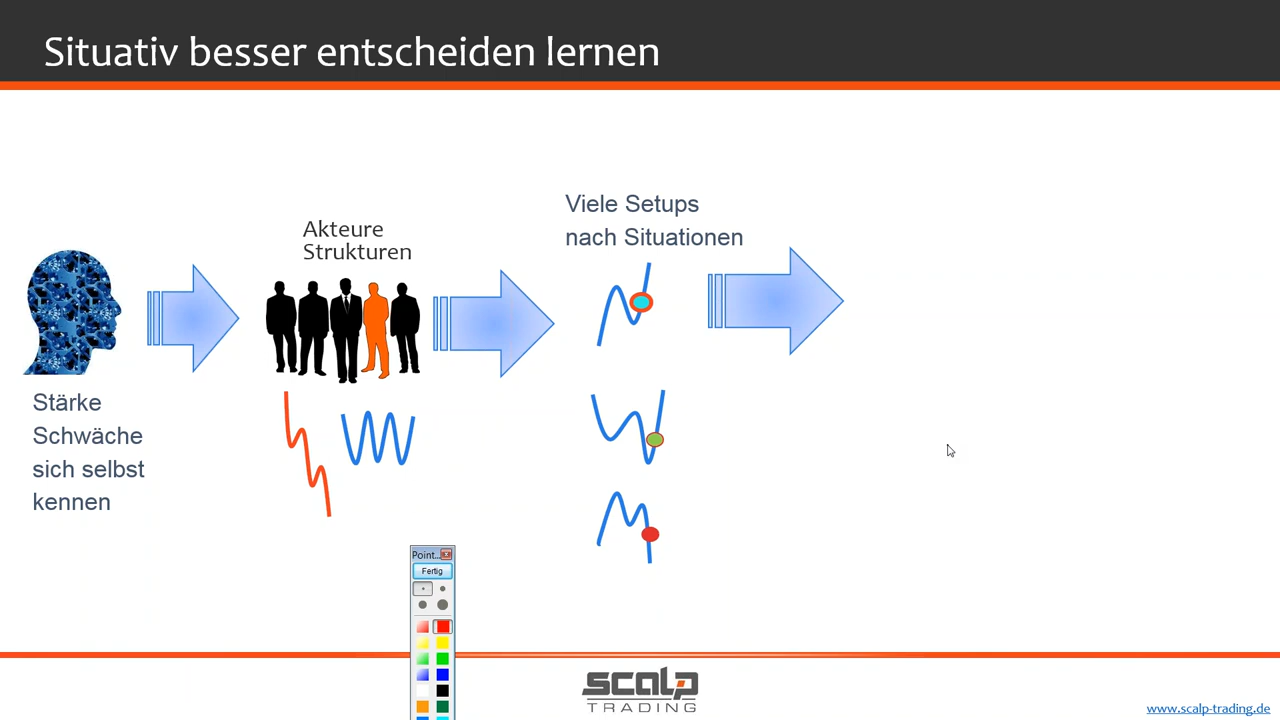 Situativ besser entscheiden lernen
Viele Setups
nach Situationen
Akteure
Strukturen
Stärke
Schwäche
sich selbst
kennen
Point...
Fertig
scalp
TRADING
www.scalp-trading.de